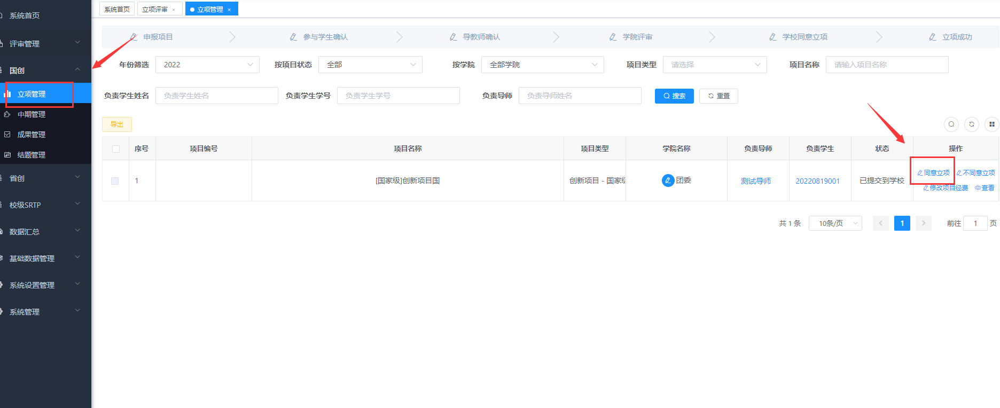 系统首页
评审管理
国创
立项管理
中期管理
成果管理
结题管理
省创
校级SRTP
数据汇总
基础数据管理
系统设置管理
系统管理
系统首页 立项评审 × 立项管理 ×
申报项目 参与学生确认 导教师确认 学院评审 学校同意立项 立项成功
年份筛选 2022 按项目状态 全部 按学院 全部学院 项目类型 请选择 项目名称 请输入项目名称
负责学生姓名 负责学生姓名 负责学生学号 负责学生学号 负责导师 负责导师姓名 搜索 重置
导出
序号 项目编号 项目名称 项目类型 学院名称 负责导师 负责学生 状态 操作
1 [国家级]创新项目国 创新项目 - 国家级 团委 测试导师 20220819001 已提交到学校 同意立项 不同意立项
修改项目经费 查看
共 1 条 10条/页 1 前往 1 页